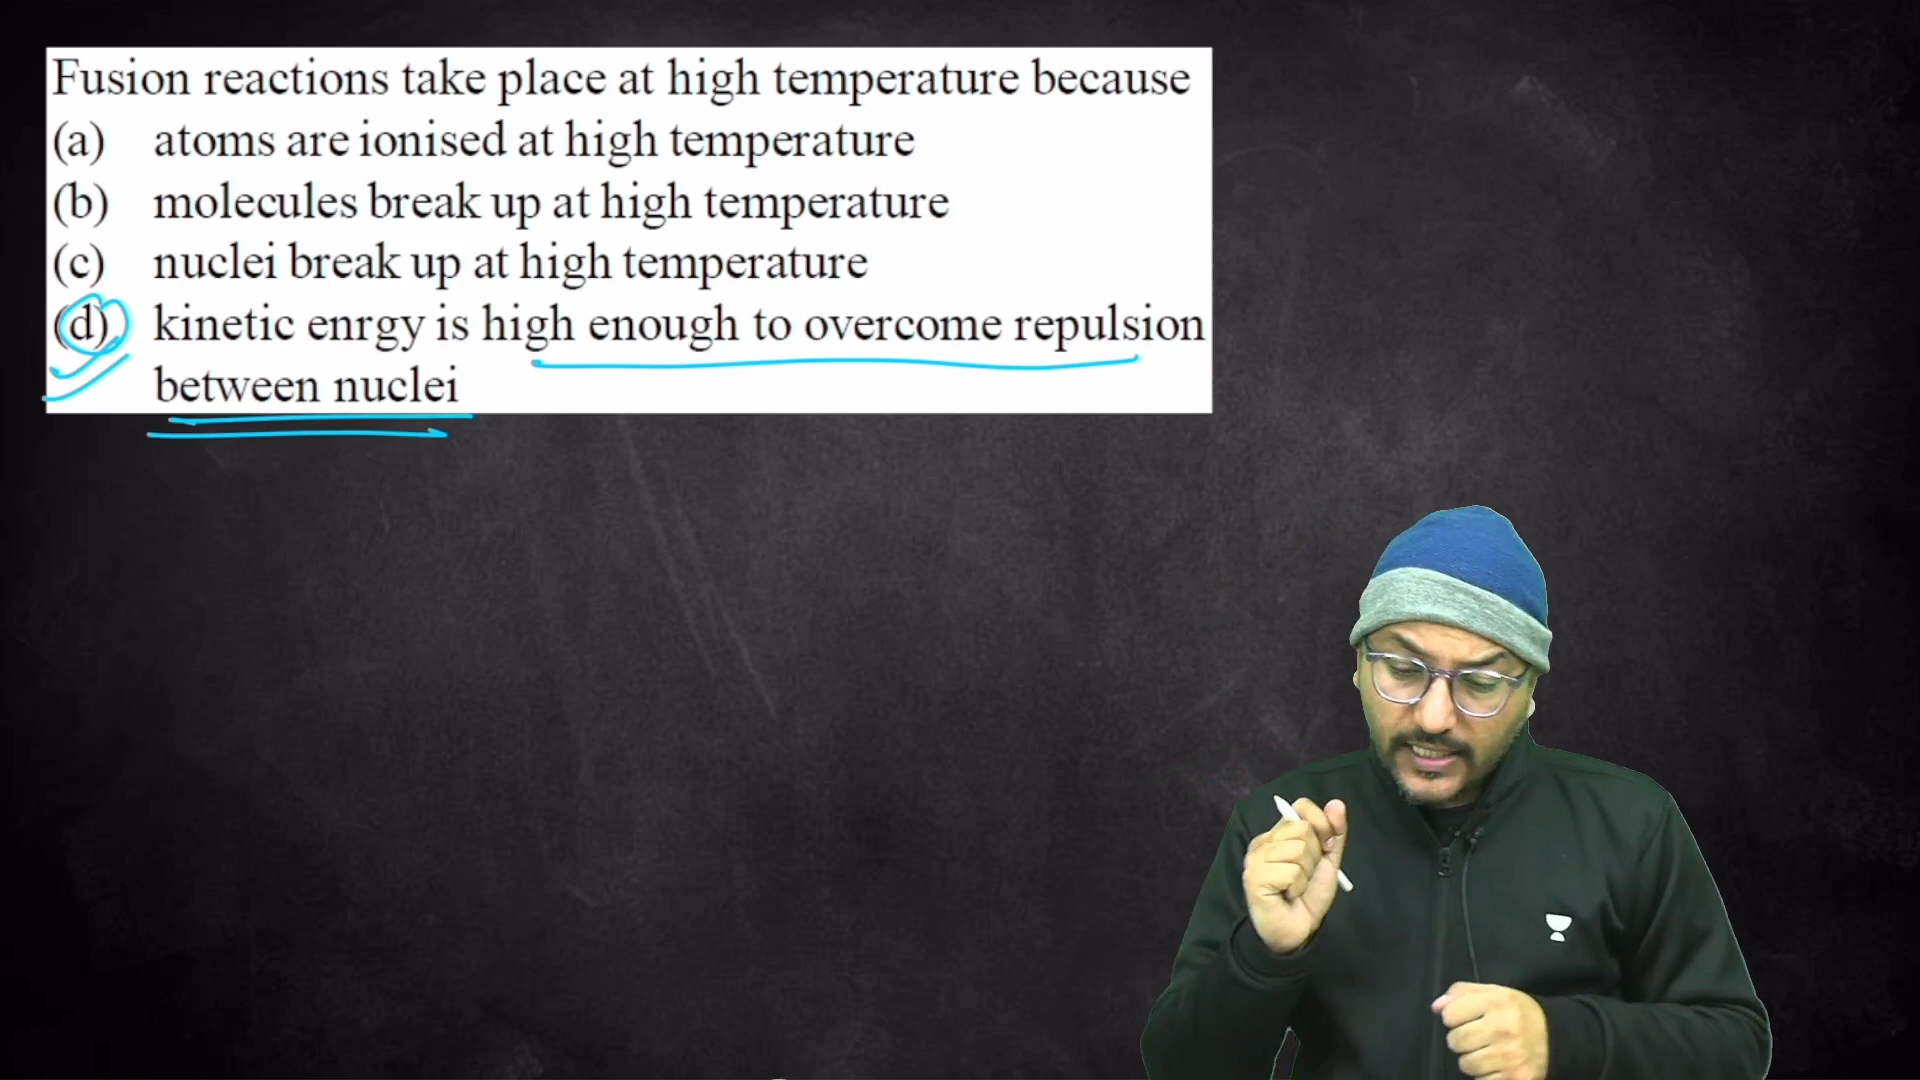 Fusion reactions take place at high temperature because
(a) atoms are ionised at high temperature
(b) molecules break up at high temperature
(c) nuclei break up at high temperature
(d) kinetic enrgy is high enough to overcome repulsion
between nuclei